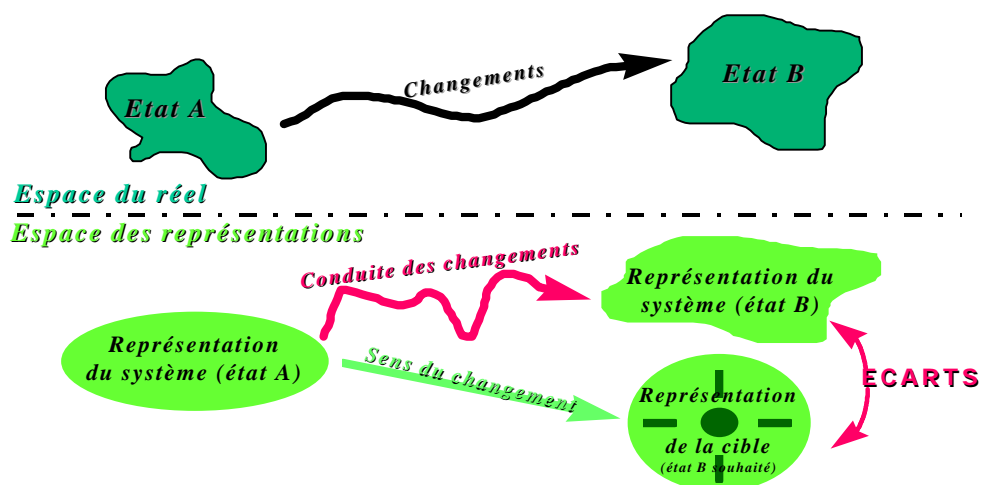 Changements
Etat A
Etat B
Espace du réel
Espace des représentations
Conduite des changements
Représentation du
système (état B)
Représentation
du système (état A)
Sens du changement
ECARTS
Représentation
de la cible
(état B souhaité)